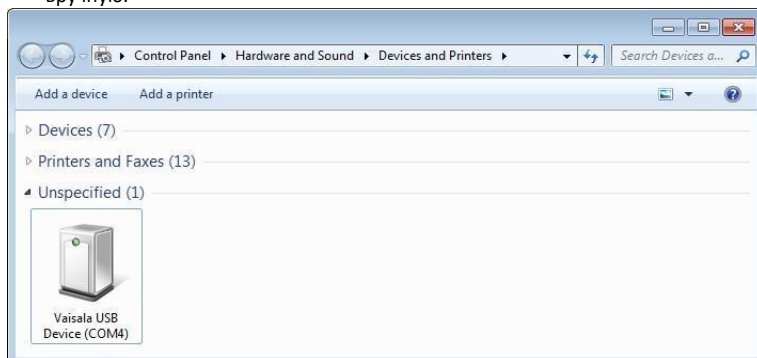 Control Panel ▸ Hardware and Sound ▸ Devices and Printers ▸ Search Devices a...
Add a device Add a printer
Devices (7)
Printers and Faxes (13)
Unspecified (1)
Vaisala USB
Device (COM4)